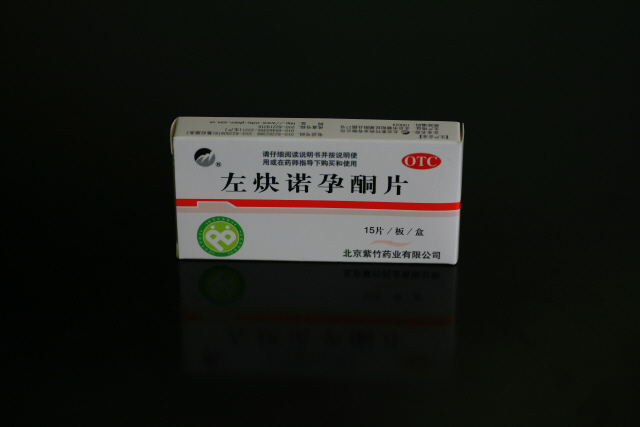 请仔细阅读说明书并按说明使
用或在药师指导下购买和使用
OTC
左炔诺孕酮片
15片/板/盒
北京紫竹药业有限公司